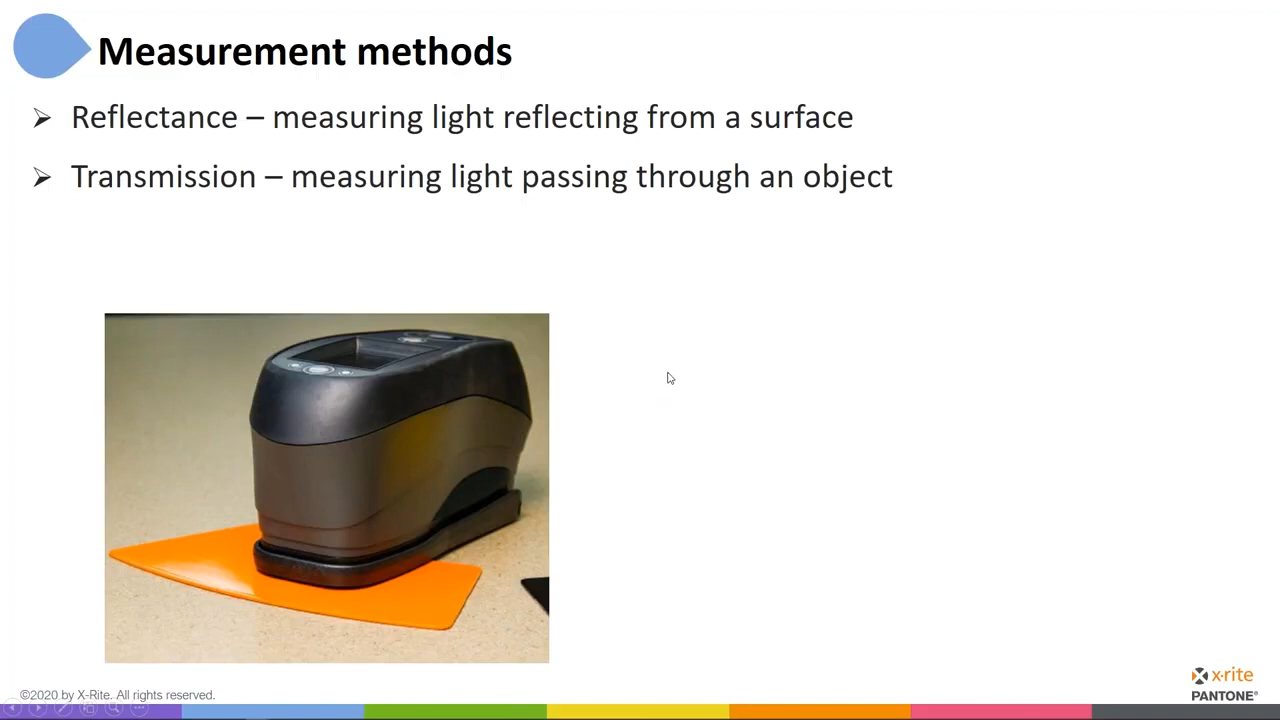 Measurement methods
Reflectance – measuring light reflecting from a surface
Transmission – measuring light passing through an object
©2020 by X-Rite. All rights reserved.
x·rite
PANTONE®